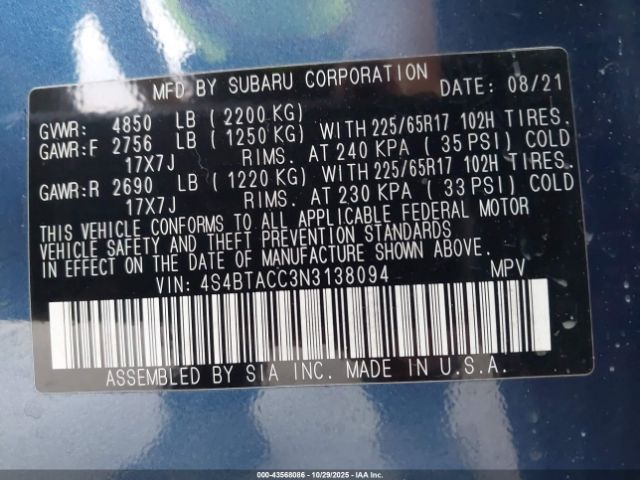 MFD BY SUBARU CORPORATION DATE: 08/21
GVWR: 4850 LB (2200 KG)
GAWR:F 2756 LB (1250 KG) WITH 225/65R17 102H TIRES.
17X7J RIMS. AT 240 KPA (35 PSI) COLD
GAWR:R 2690 LB (1220 KG) WITH 225/65R17 102H TIRES.
17X7J RIMS. AT 230 KPA (33 PSI) COLD
THIS VEHICLE CONFORMS TO ALL APPLICABLE FEDERAL MOTOR
VEHICLE SAFETY AND THEFT PREVENTION STANDARDS
IN EFFECT ON THE DATE OF MANUFACTURE SHOWN ABOVE.
VIN: 4S4BTACC3N3138094 MPV
ASSEMBLED BY SIA INC. MADE IN U.S.A.
000-43568086 - 10/29/2025 - IAA Inc.